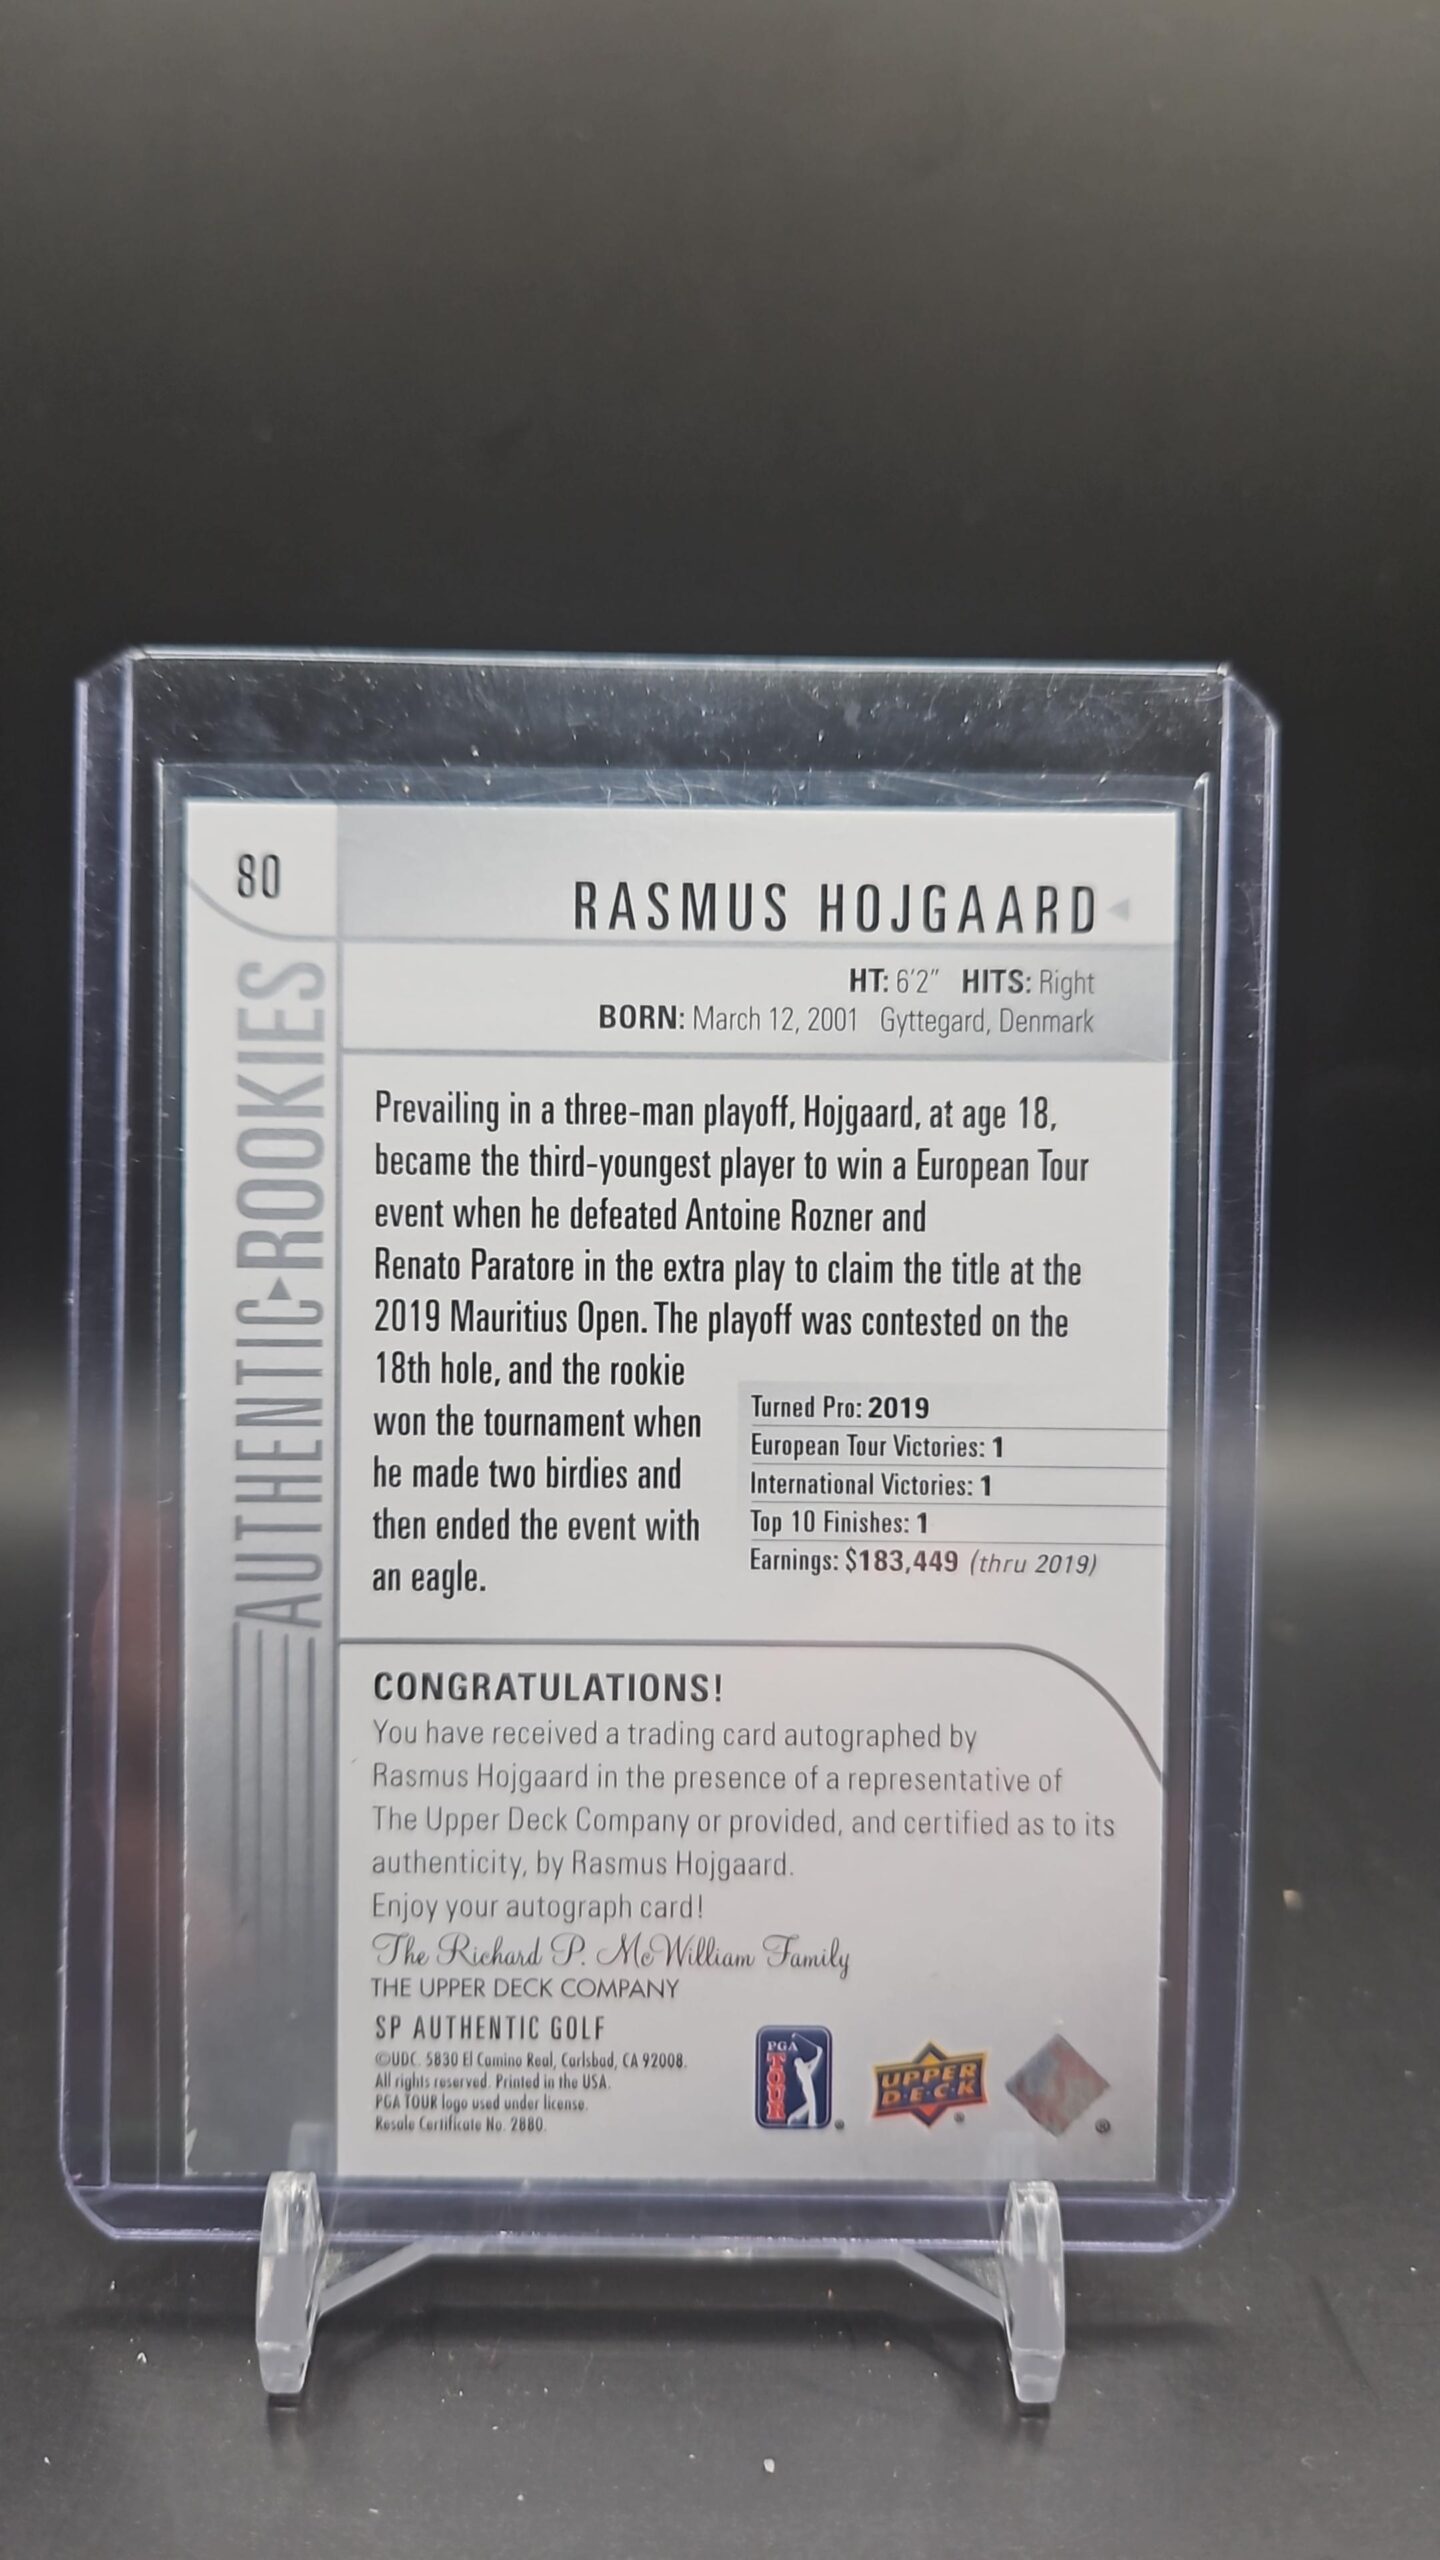 80
RASMUS HOJGAARD
HT: 6'2" HITS: Right
BORN: March 12, 2001 Gyttegard, Denmark
AUTHENTIC ROOKIES
Prevailing in a three-man playoff, Hojgaard, at age 18,
became the third-youngest player to win a European Tour
event when he defeated Antoine Rozner and
Renato Paratore in the extra play to claim the title at the
2019 Mauritius Open. The playoff was contested on the
18th hole, and the rookie
won the tournament when
he made two birdies and
then ended the event with
an eagle.
Turned Pro: 2019
European Tour Victories: 1
International Victories: 1
Top 10 Finishes: 1
Earnings: $183,449 (thru 2019)
CONGRATULATIONS!
You have received a trading card autographed by
Rasmus Hojgaard in the presence of a representative of
The Upper Deck Company or provided, and certified as to its
authenticity, by Rasmus Hojgaard.
Enjoy your autograph card!
The Richard P. McWilliam Family
THE UPPER DECK COMPANY
SP AUTHENTIC GOLF
©UDC. 5830 El Camino Real, Carlsbad, CA 92008.
All rights reserved. Printed in the USA.
PGA TOUR logo used under license.
Resale Certificate No. 2880.
PGA
TOUR
®
UPPER
DECK
®
®